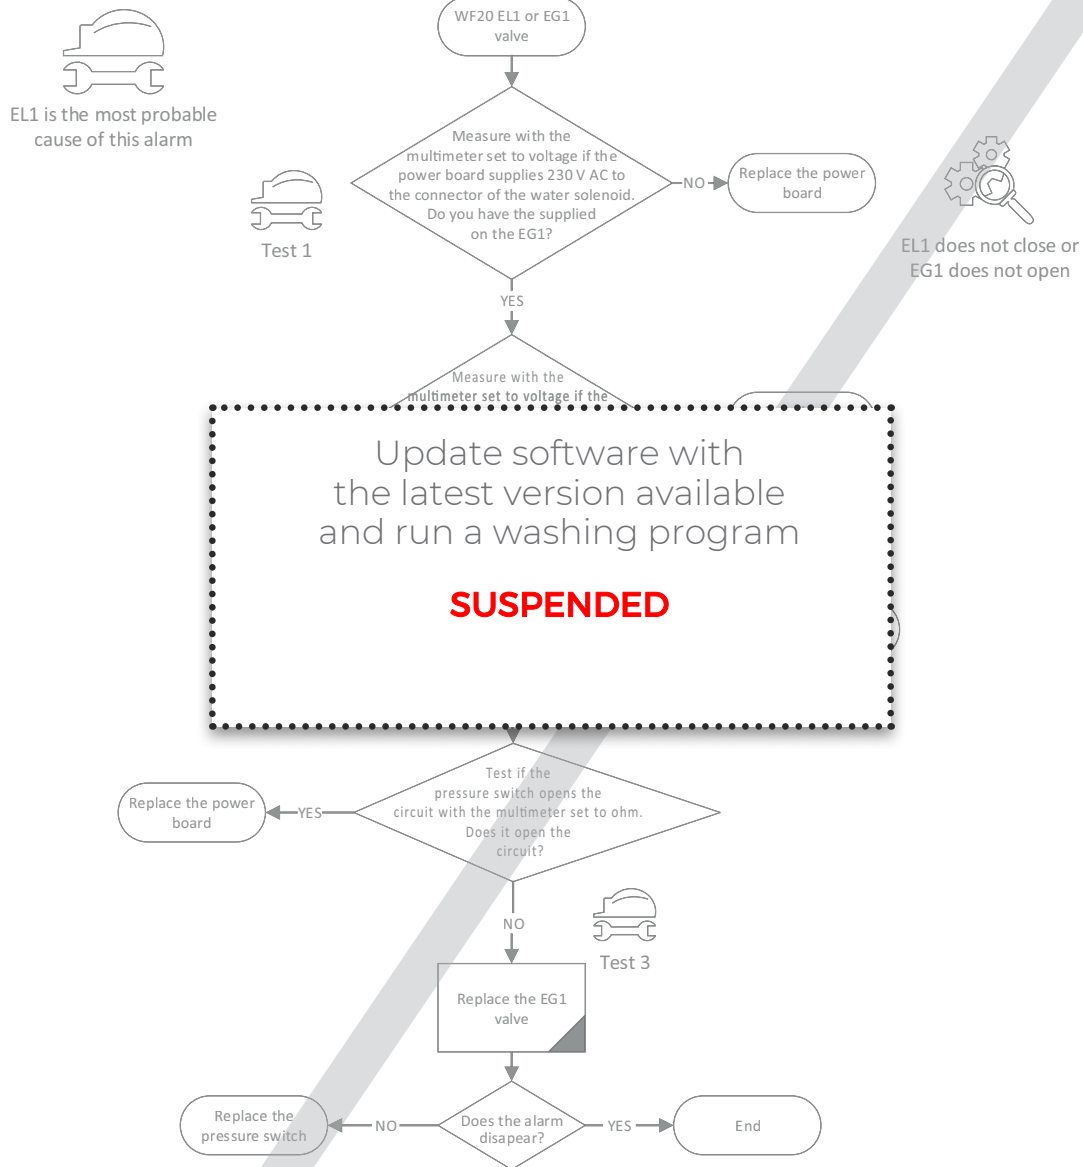 WF20 EL1 or EG1
valve
EL1 is the most probable
cause of this alarm
Measure with the
multimeter set to voltage if the
power board supplies 230 V AC to
the connector of the water solenoid.
Do you have the supplied
on the EG1?
NO
Replace the power
board
Test 1
EL1 does not close or
EG1 does not open
YES
Measure with the
multimeter set to voltage if the
Update software with
the latest version available
and run a washing program
SUSPENDED
Test if the
pressure switch opens the
circuit with the multimeter set to ohm.
Does it open the
circuit?
YES
Replace the power
board
NO
Test 3
Replace the EG1
valve
Does the alarm
disapear?
NO
Replace the
pressure switch
YES
End